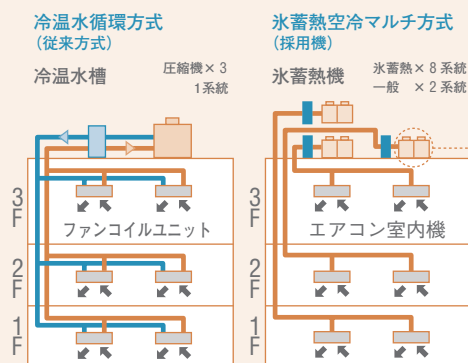 冷温水循環方式
(従来方式)
冷温水槽
圧縮機×3
1系統
3F
ファンコイルユニット
2F
1F
氷蓄熱空冷マルチ方式
(採用機)
氷蓄熱機
氷蓄熱×8系統
一般 ×2系統
3F
エアコン室内機
2F
1F